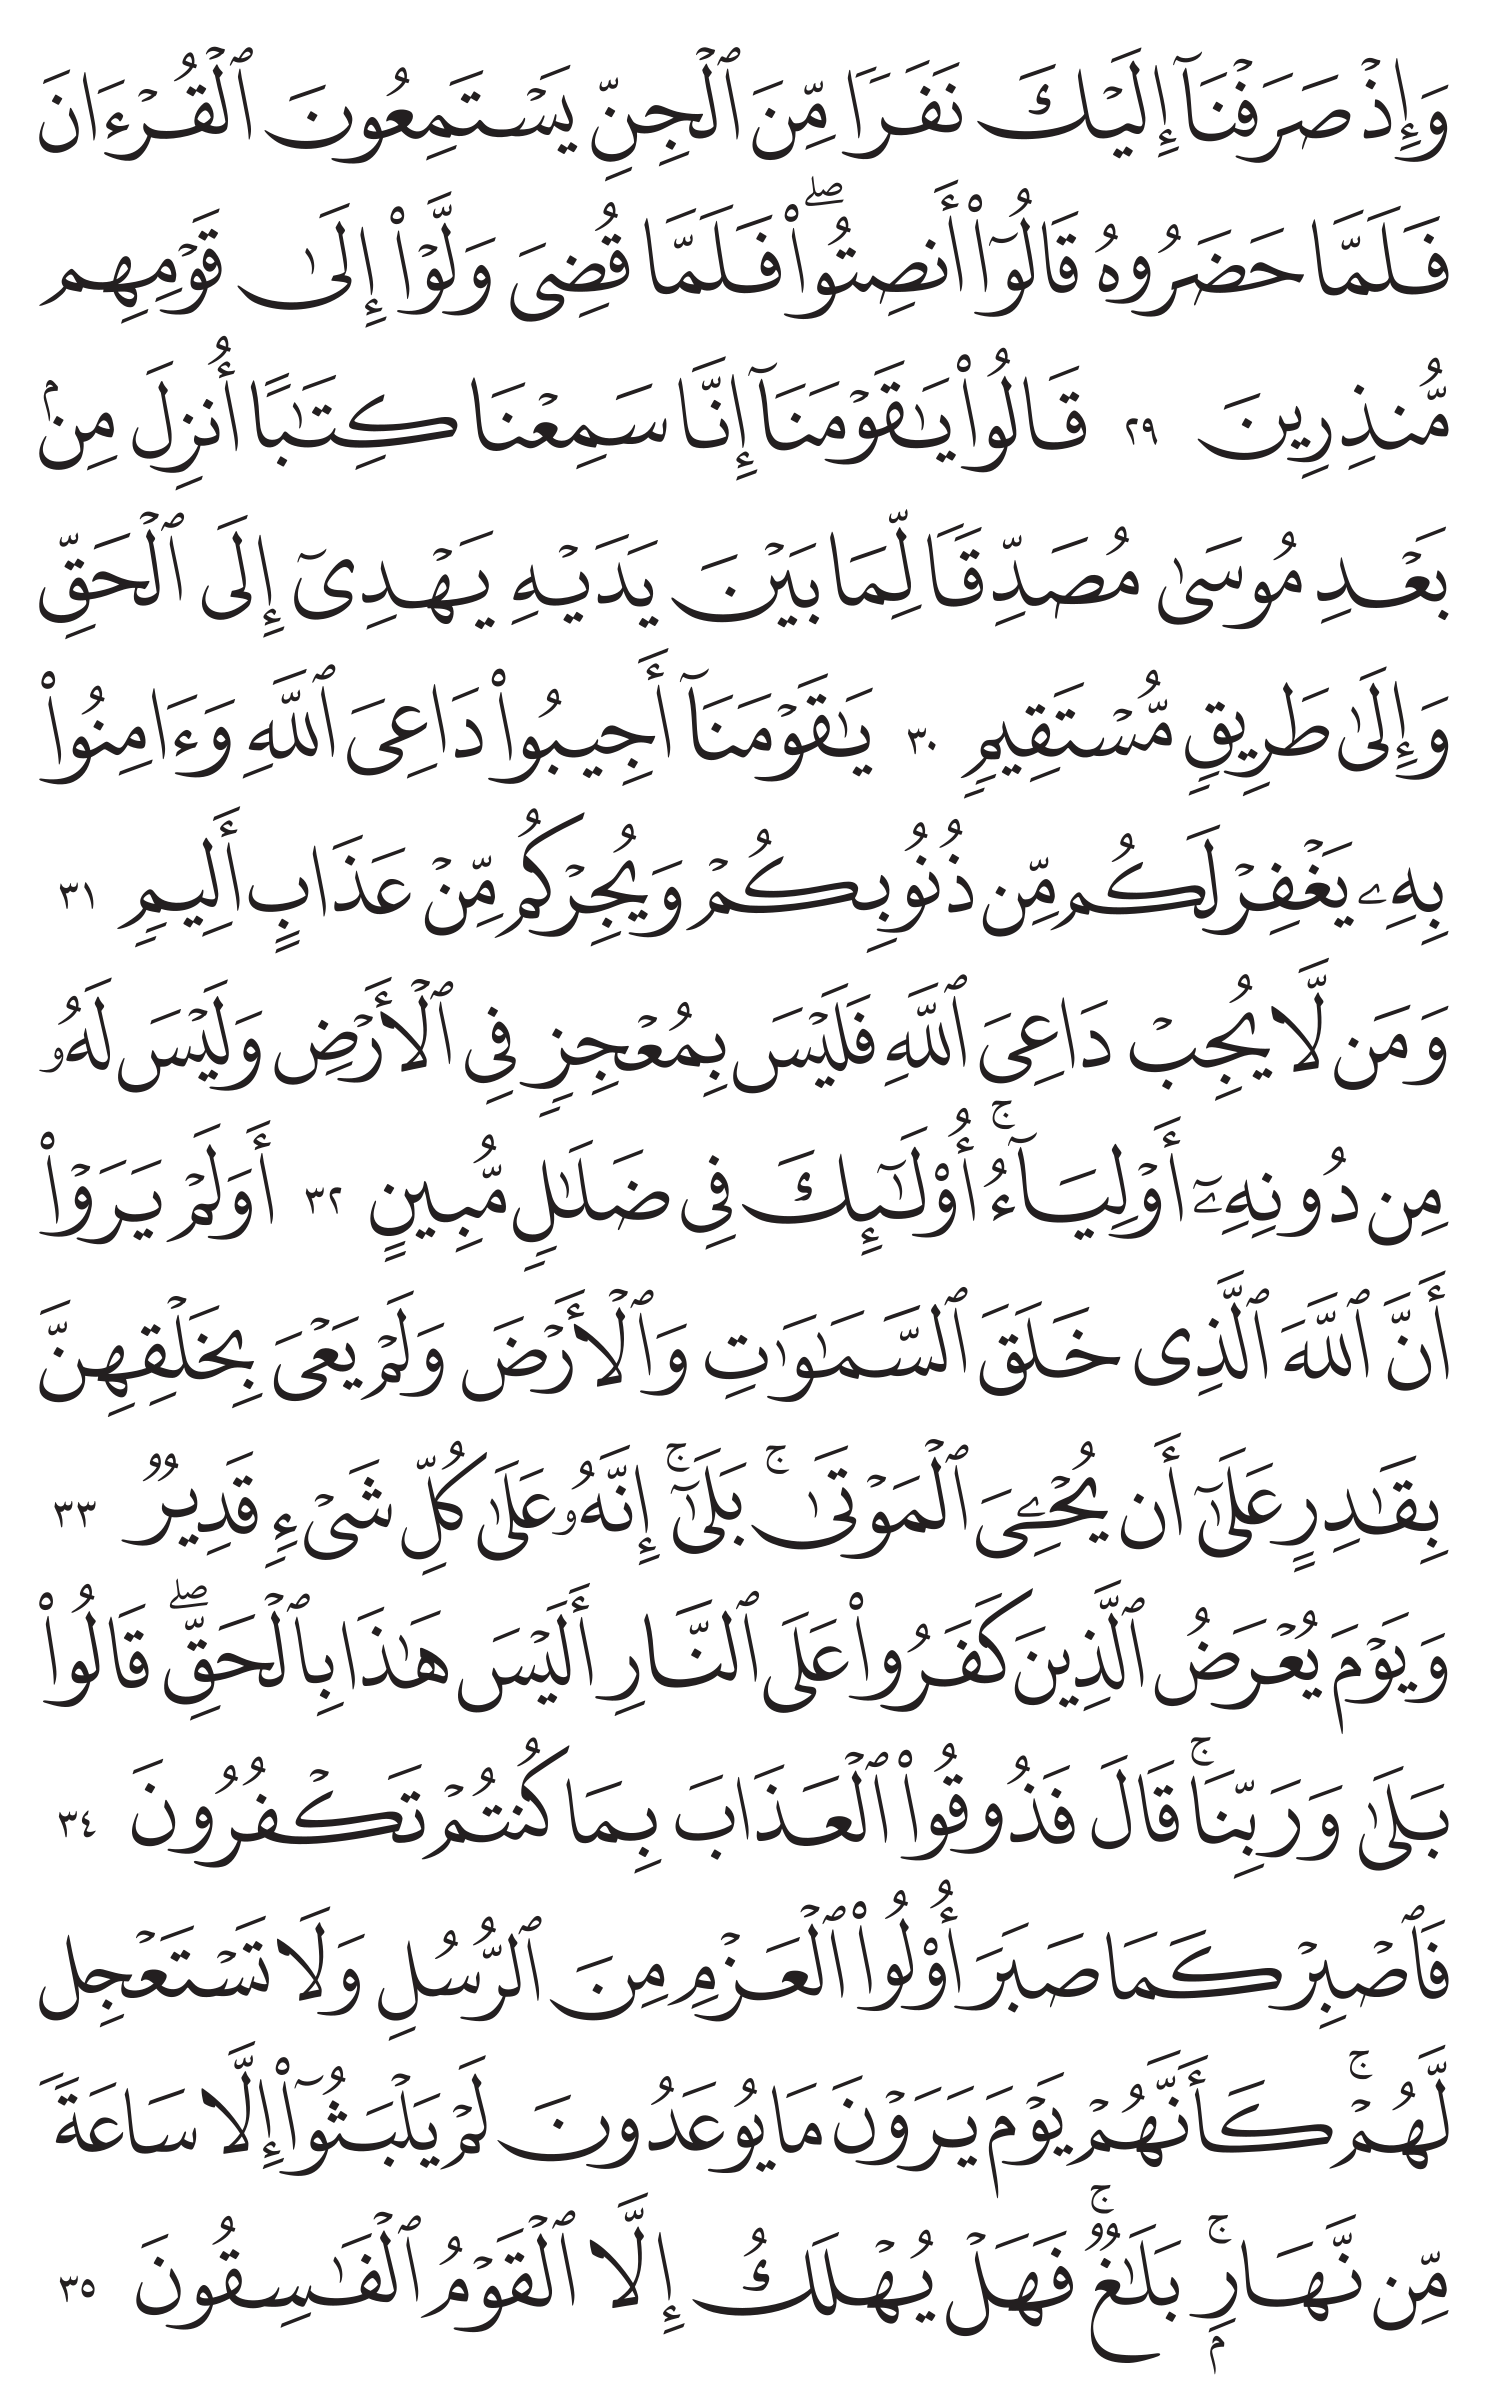 وَإِذۡ صَرَفۡنَآ إِلَيۡكَ نَفَرٗا مِّنَ ٱلۡجِنِّ يَسۡتَمِعُونَ ٱلۡقُرۡءَانَ
فَلَمَّا حَضَرُوهُ قَالُوٓاْ أَنصِتُواْۖ فَلَمَّا قُضِيَ وَلَّوۡاْ إِلَىٰ قَوۡمِهِم
مُّنذِرِينَ ٢٩ قَالُواْ يَٰقَوۡمَنَآ إِنَّا سَمِعۡنَا كِتَٰبًا أُنزِلَ مِنۢ
بَعۡدِ مُوسَىٰ مُصَدِّقٗا لِّمَا بَيۡنَ يَدَيۡهِ يَهۡدِيٓ إِلَى ٱلۡحَقِّ
وَإِلَىٰ طَرِيقٖ مُّسۡتَقِيمٖ ٣٠ يَٰقَوۡمَنَآ أَجِيبُواْ دَاعِيَ ٱللَّهِ وَءَامِنُواْ
بِهِۦ يَغۡفِرۡ لَكُم مِّن ذُنُوبِكُمۡ وَيُجِرۡكُم مِّنۡ عَذَابٍ أَلِيمٖ ٣١
وَمَن لَّا يُجِبۡ دَاعِيَ ٱللَّهِ فَلَيۡسَ بِمُعۡجِزٖ فِي ٱلۡأَرۡضِ وَلَيۡسَ لَهُۥ
مِن دُونِهِۦٓ أَوۡلِيَآءُۚ أُوْلَٰٓئِكَ فِي ضَلَٰلٖ مُّبِينٍ ٣٢ أَوَلَمۡ يَرَوۡاْ
أَنَّ ٱللَّهَ ٱلَّذِي خَلَقَ ٱلسَّمَٰوَٰتِ وَٱلۡأَرۡضَ وَلَمۡ يَعۡيَ بِخَلۡقِهِنَّ
بِقَٰدِرٍ عَلَىٰٓ أَن يُحۡـِۧيَ ٱلۡمَوۡتَىٰۚ بَلَىٰٓۚ إِنَّهُۥ عَلَىٰ كُلِّ شَيۡءٖ قَدِيرٞ ٣٣
وَيَوۡمَ يُعۡرَضُ ٱلَّذِينَ كَفَرُواْ عَلَى ٱلنَّارِ أَلَيۡسَ هَٰذَا بِٱلۡحَقِّۖ قَالُواْ
بَلَىٰ وَرَبِّنَاۚ قَالَ فَذُوقُواْ ٱلۡعَذَابَ بِمَا كُنتُمۡ تَكۡفُرُونَ ٣٤
فَٱصۡبِرۡ كَمَا صَبَرَ أُوْلُواْ ٱلۡعَزۡمِ مِنَ ٱلرُّسُلِ وَلَا تَسۡتَعۡجِل
لَّهُمۡۚ كَأَنَّهُمۡ يَوۡمَ يَرَوۡنَ مَا يُوعَدُونَ لَمۡ يَلۡبَثُوٓاْ إِلَّا سَاعَةٗ
مِّن نَّهَارِۭۚ بَلَٰغٞۚ فَهَلۡ يُهۡلَكُ إِلَّا ٱلۡقَوۡمُ ٱلۡفَٰسِقُونَ ٣٥